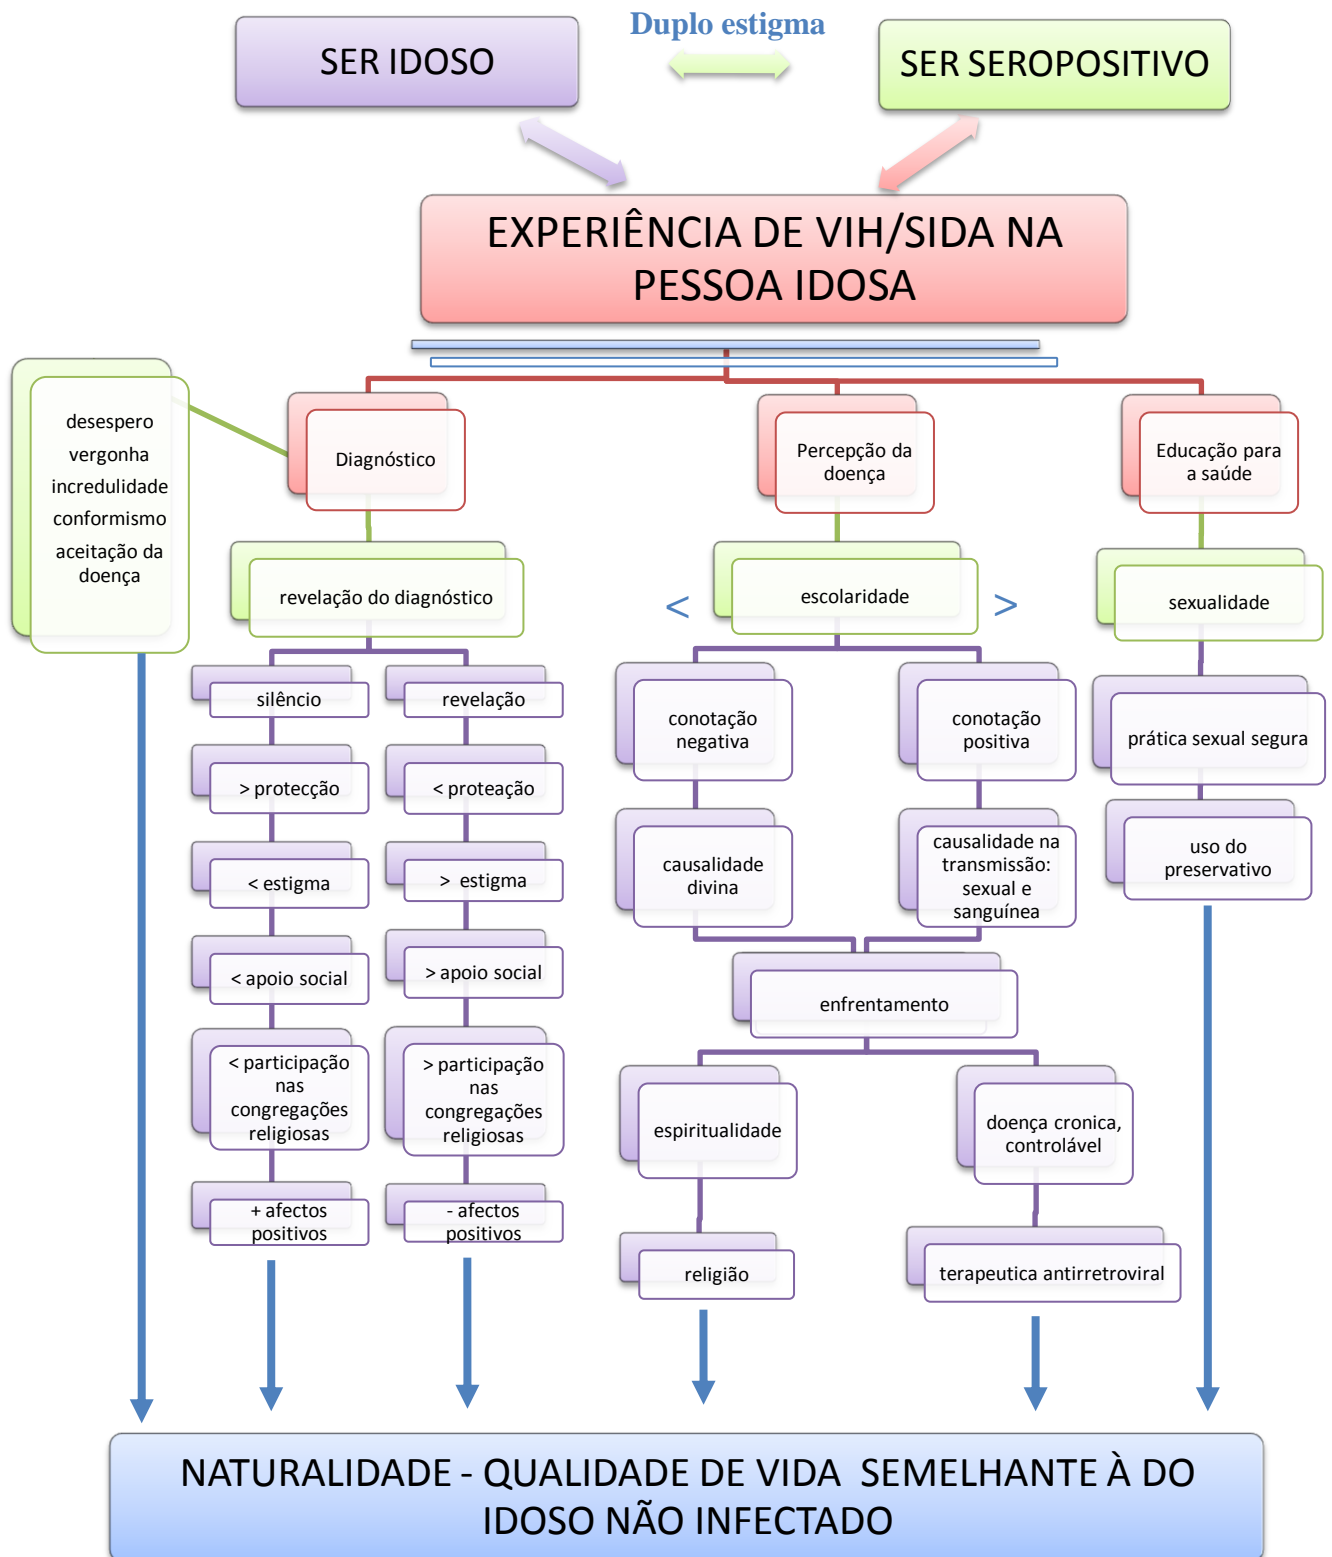 Duplo estigma
SER IDOSO
SER SEROPOSITIVO
EXPERIÊNCIA DE VIH/SIDA NA
PESSOA IDOSA
desespero
vergonha
incredulidade
conformismo
aceitação da
doença
Diagnóstico
Percepção da
doença
Educação para
a saúde
revelação do diagnóstico
<
escolaridade
>
sexualidade
silêncio
revelação
conotação
negativa
conotação
positiva
prática sexual segura
> protecção
< proteação
causalidade
divina
causalidade na
transmissão:
sexual e
sanguínea
uso do
preservativo
< estigma
> estigma
< apoio social
> apoio social
enfrentamento
< participação
nas
congregações
religiosas
> participação
nas
congregações
religiosas
espiritualidade
doença cronica,
controlável
+ afectos
positivos
- afectos
positivos
religião
terapeutica antirretroviral
NATURALIDADE - QUALIDADE DE VIDA SEMELHANTE À DO
IDOSO NÃO INFECTADO